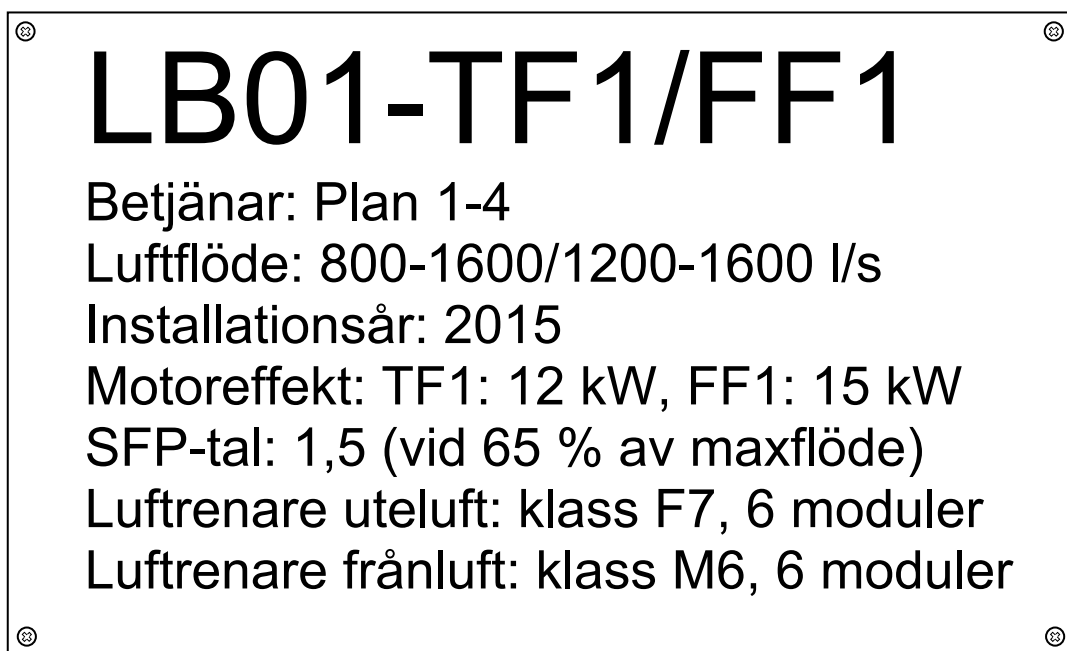 LB01-TF1/FF1
Betjänar: Plan 1-4
Luftflöde: 800-1600/1200-1600 l/s
Installationsår: 2015
Motoreffekt: TF1: 12 kW, FF1: 15 kW
SFP-tal: 1,5 (vid 65 % av maxflöde)
Luftrenare uteluft: klass F7, 6 moduler
Luftrenare frånluft: klass M6, 6 moduler